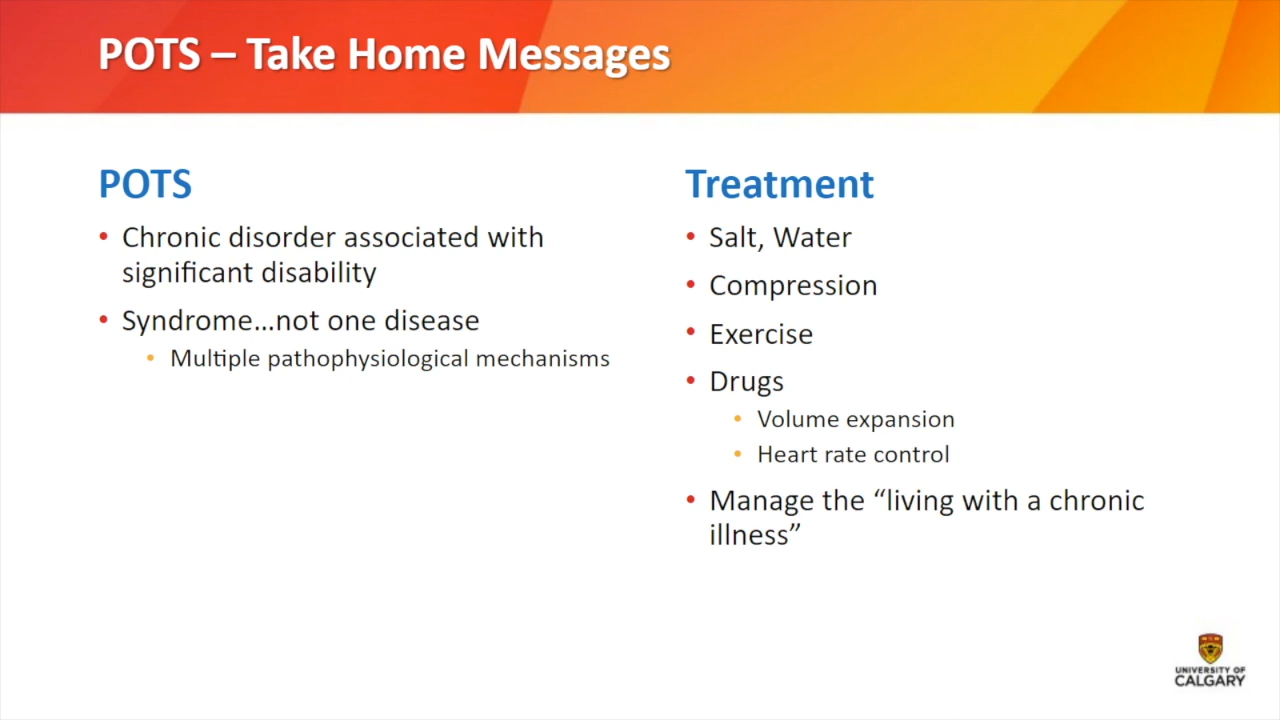 POTS – Take Home Messages
POTS
• Chronic disorder associated with
significant disability
• Syndrome...not one disease
• Multiple pathophysiological mechanisms
Treatment
• Salt, Water
• Compression
• Exercise
• Drugs
• Volume expansion
• Heart rate control
• Manage the “living with a chronic
illness”
UNIVERSITY OF
CALGARY